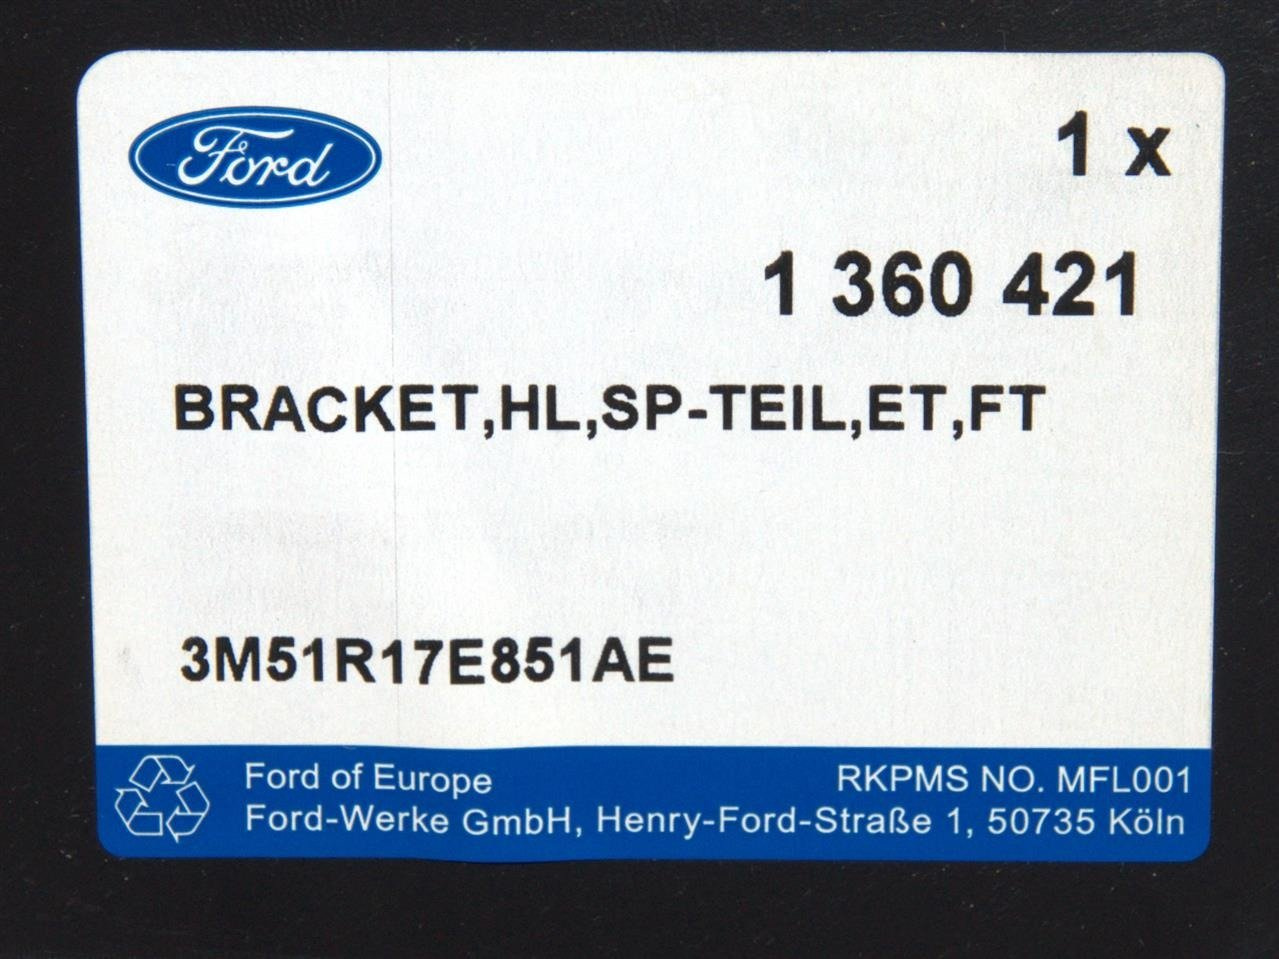 Ford
1 x
1 360 421
BRACKET,HL,SP-TEIL,ET,FT
3M51R17E851AE
Ford of Europe
RKPMS NO. MFL001
Ford-Werke GmbH, Henry-Ford-Straße 1, 50735 Köln